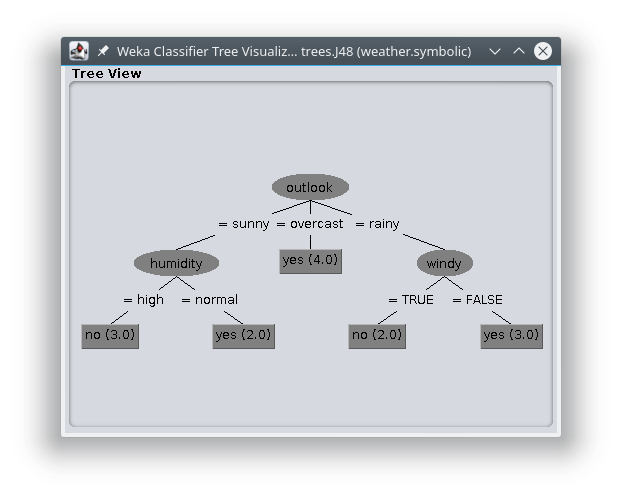 Weka Classifier Tree Visualiz... trees.J48 (weather.symbolic)
Tree View
outlook
= sunny = overcast = rainy
humidity yes (4.0) windy
= high = normal = TRUE = FALSE
no (3.0) yes (2.0) no (2.0) yes (3.0)